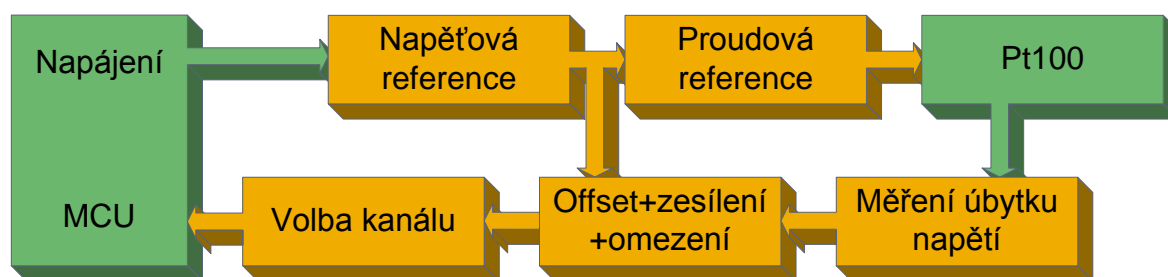 Napájení
MCU
Napěťová
reference
Proudová
reference
Pt100
Volba kanálu
Offset+zesílení
+omezení
Měření úbytku
napětí